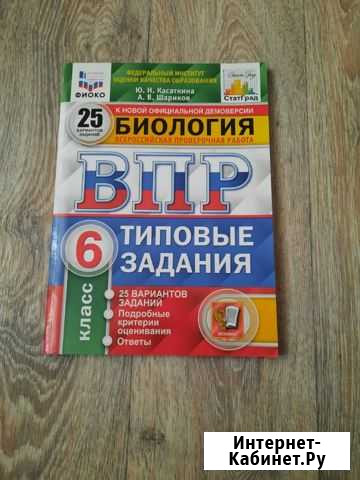 ФИОКО
ФЕДЕРАЛЬНЫЙ ИНСТИТУТ
ОЦЕНКИ КАЧЕСТВА ОБРАЗОВАНИЯ
Ю. Н. Касаткина
А. В. Шариков
СтатГрад
25
ВАРИАНТОВ
ЗАДАНИЙ
К НОВОЙ ОФИЦИАЛЬНОЙ ДЕМОВЕРСИИ
БИОЛОГИЯ
ВСЕРОССИЙСКАЯ ПРОВЕРОЧНАЯ РАБОТА
ВПР
6
класс
ТИПОВЫЕ
ЗАДАНИЯ
• 25 ВАРИАНТОВ
ЗАДАНИЙ
• Подробные
критерии
оценивания
• Ответы
Интернет-
Кабинет.Ру